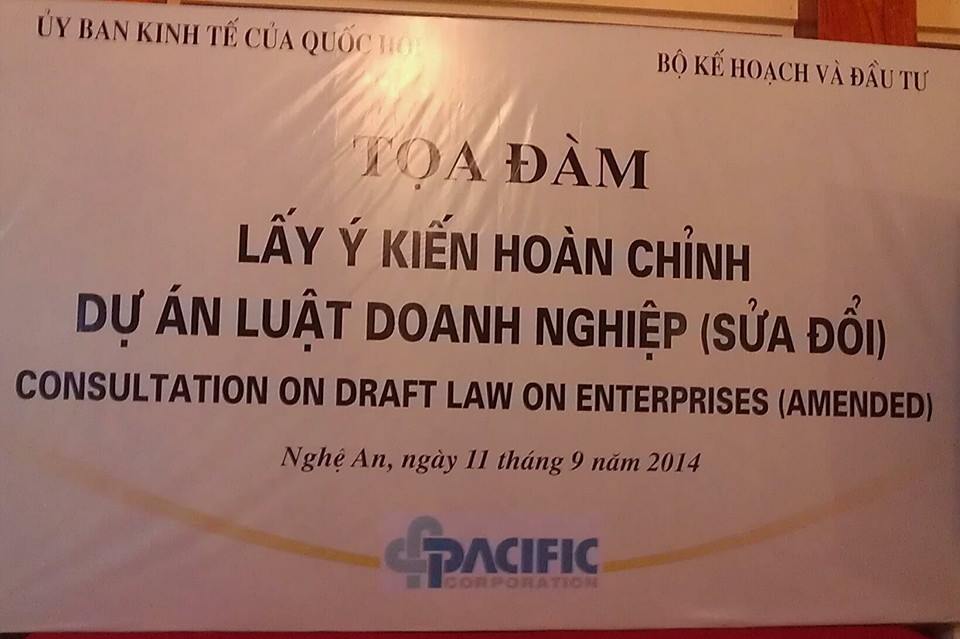 ỦY BAN KINH TẾ CỦA QUỐC HỘI
BỘ KẾ HOẠCH VÀ ĐẦU TƯ
TỌA ĐÀM
LẤY Ý KIẾN HOÀN CHỈNH
DỰ ÁN LUẬT DOANH NGHIỆP (SỬA ĐỔI)
CONSULTATION ON DRAFT LAW ON ENTERPRISES (AMENDED)
Nghệ An, ngày 11 tháng 9 năm 2014
PACIFIC
CORPORATION